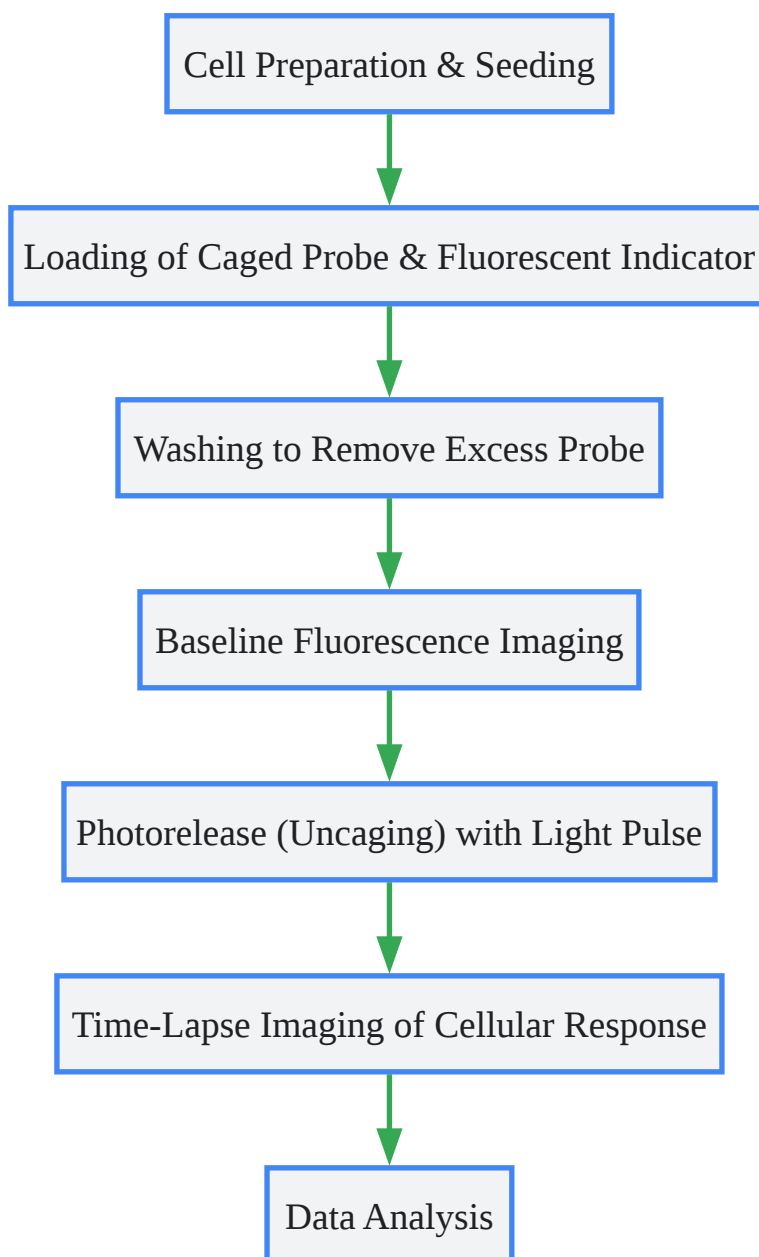 Cell Preparation & Seeding
Loading of Caged Probe & Fluorescent Indicator
Washing to Remove Excess Probe
Baseline Fluorescence Imaging
Photorelease (Uncaging) with Light Pulse
Time-Lapse Imaging of Cellular Response
Data Analysis